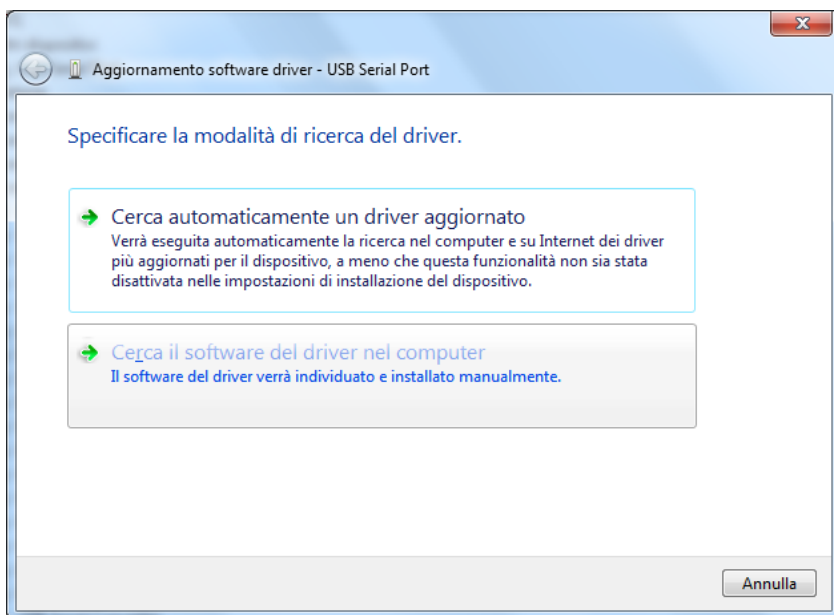 Aggiornamento software driver - USB Serial Port
Specificare la modalità di ricerca del driver.
Cerca automaticamente un driver aggiornato
Verrà eseguita automaticamente la ricerca nel computer e su Internet dei driver
più aggiornati per il dispositivo, a meno che questa funzionalità non sia stata
disattivata nelle impostazioni di installazione del dispositivo.
Cerca il software del driver nel computer
Il software del driver verrà individuato e installato manualmente.
Annulla